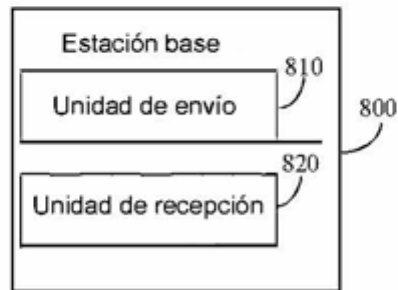 Estación base
810
Unidad de envío
800
820
Unidad de recepción